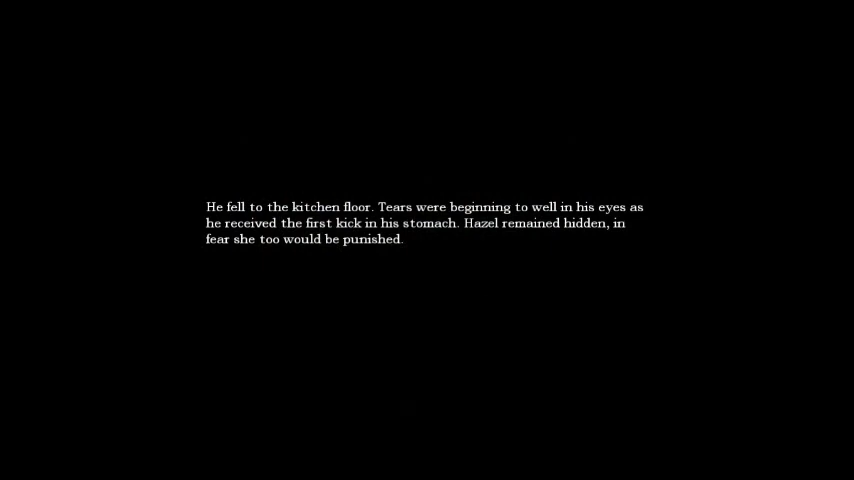 He fell to the kitchen floor. Tears were beginning to well in his eyes as
he received the first kick in his stomach. Hazel remained hidden, in
fear she too would be punished.